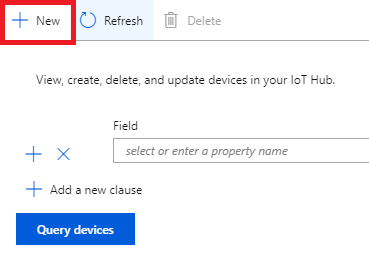 New Refresh Delete
View, create, delete, and update devices in your IoT Hub.
Field
select or enter a property name
Add a new clause
Query devices